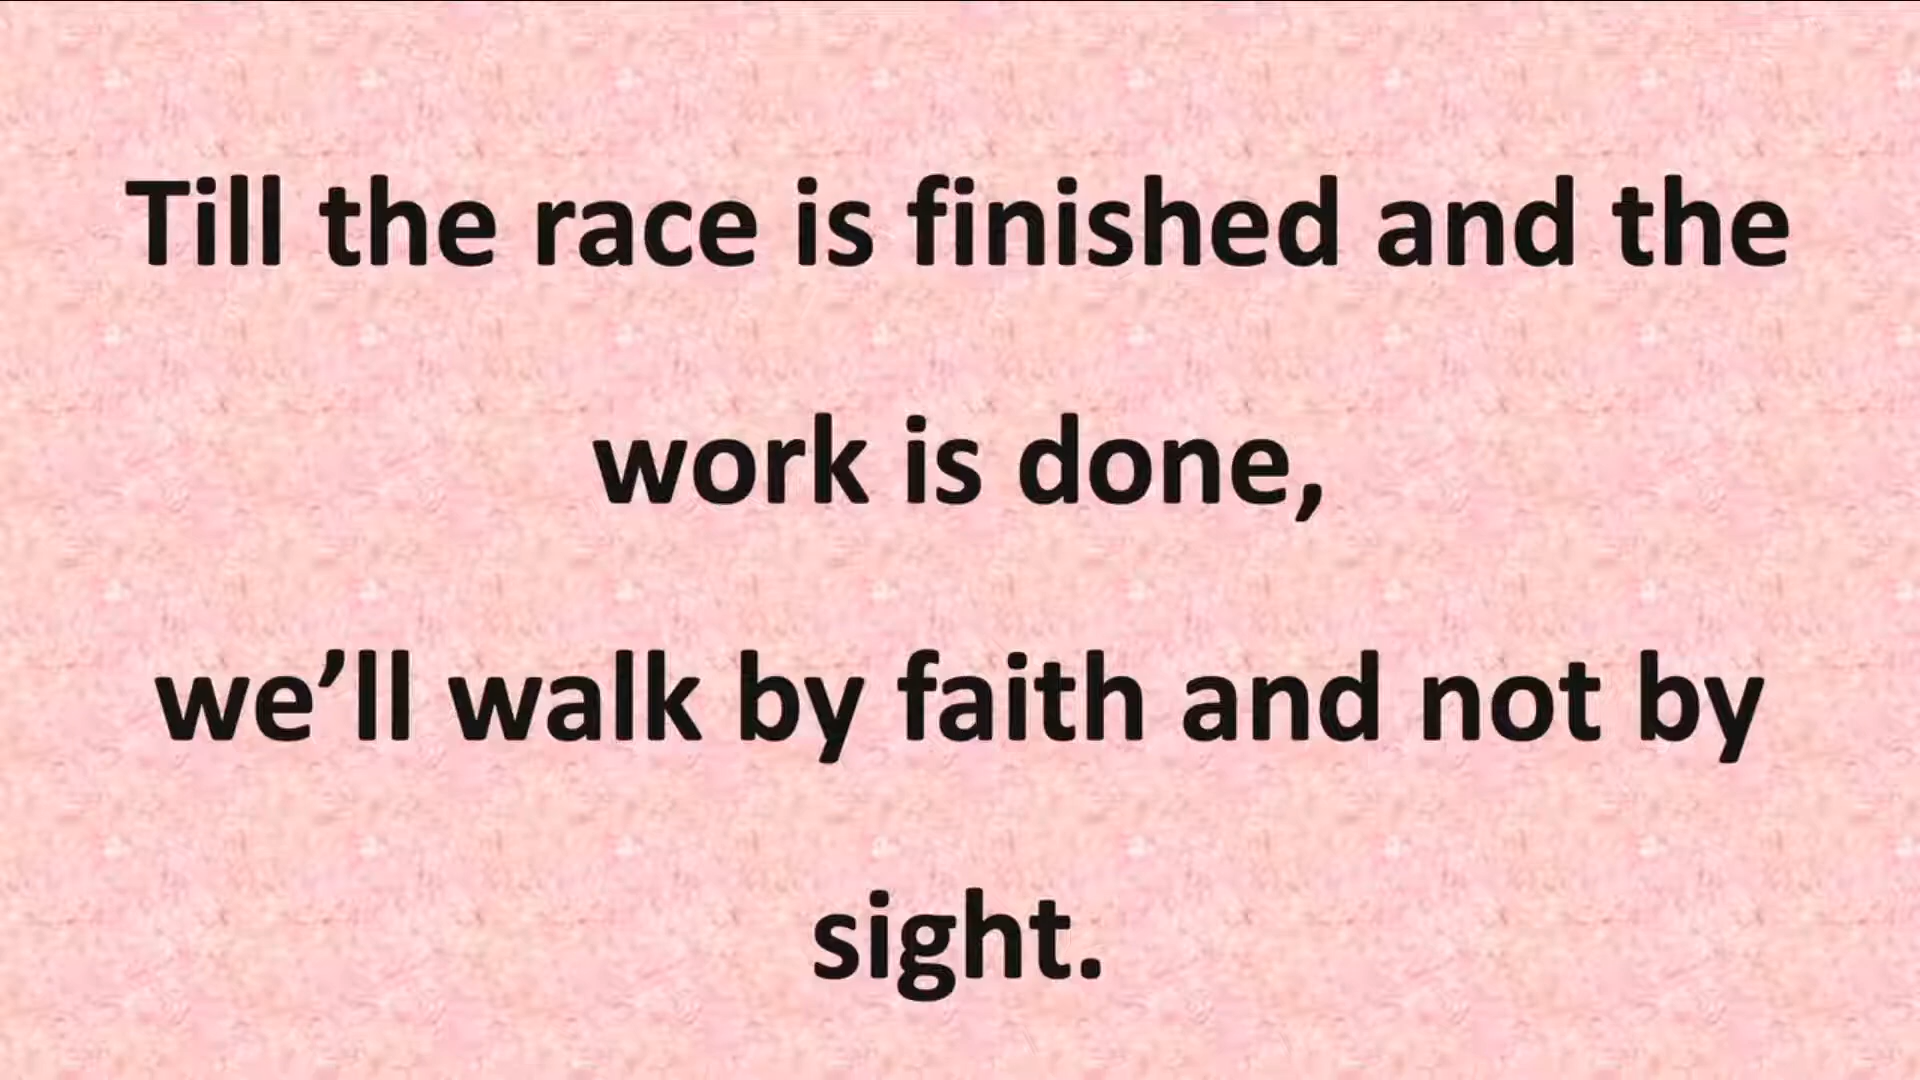 Till the race is finished and the
work is done,
we’ll walk by faith and not by
sight.